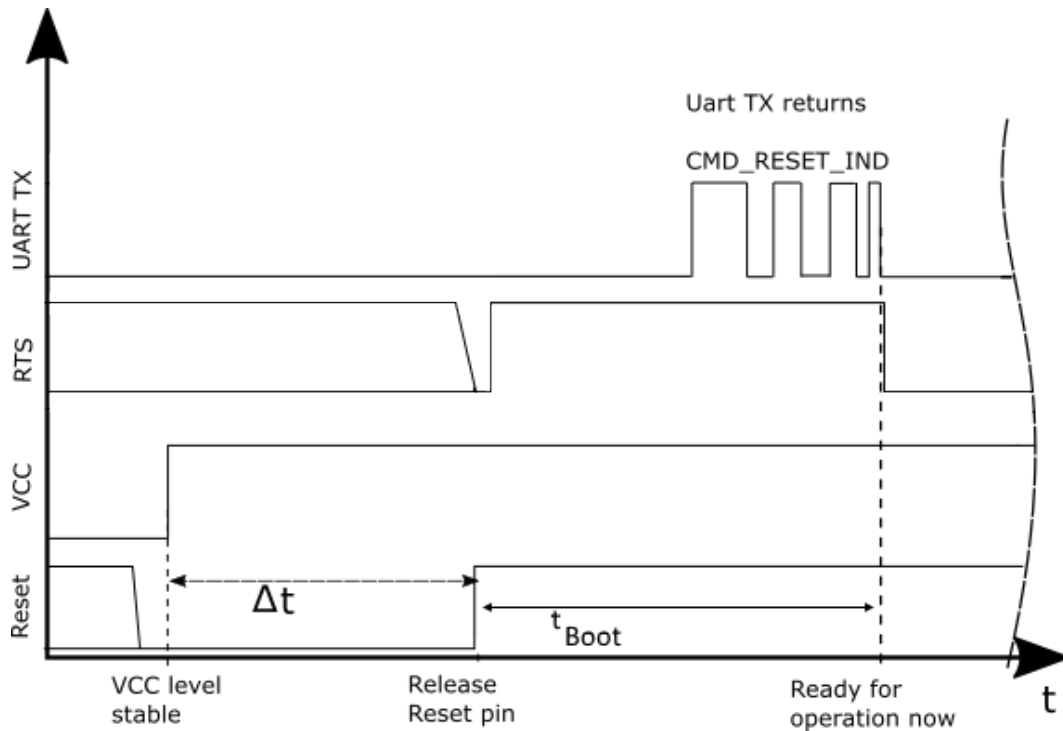 Uart TX returns
CMD_RESET_IND
UART TX
RTS
VCC
Reset
Δt
t
Boot
VCC level
stable
Release
Reset pin
Ready for
operation now
t